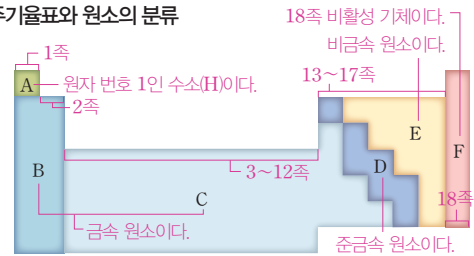 주기율표와 원소의 분류
18족 비활성 기체이다.
비금속 원소이다.
1족
A
원자 번호 1인 수소(H)이다.
13~17족
2족
E
F
B
3~12족
D
C
18족
금속 원소이다.
준금속 원소이다.